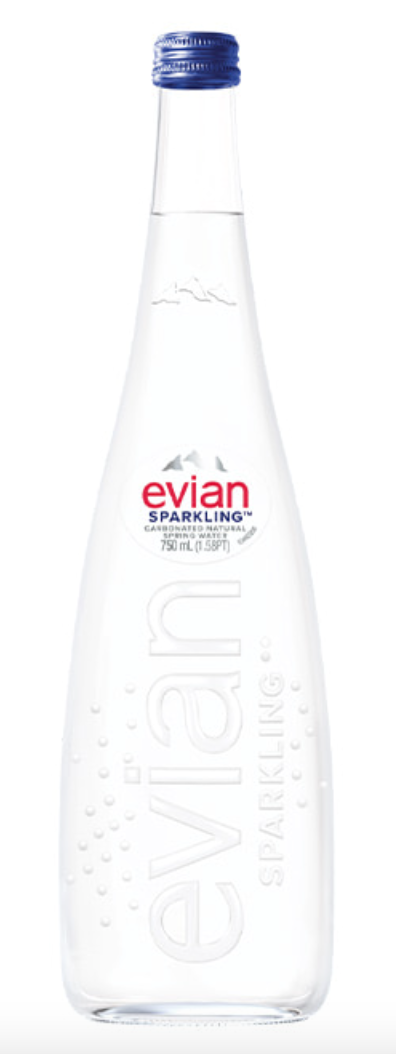 evian
SPARKLING™
CARBONATED NATURAL
SPRING WATER
750 mL (1.58PT)
evian
SPARKLING